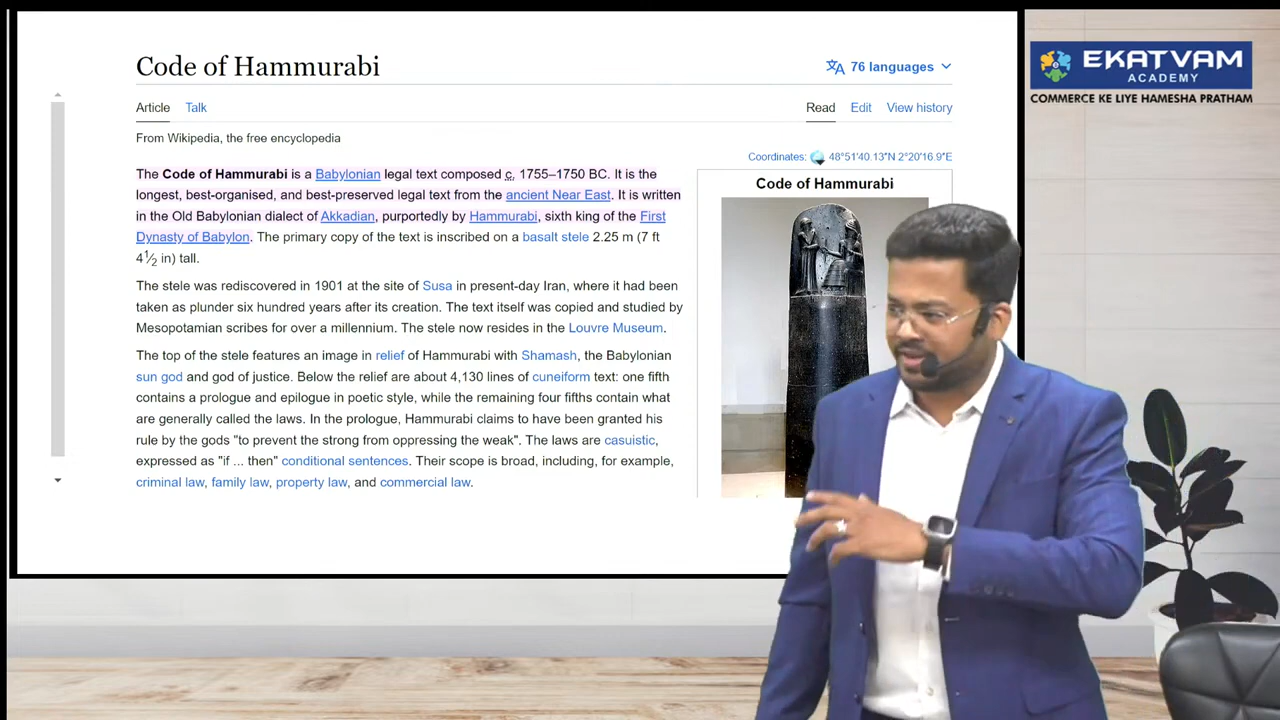 Code of Hammurabi
76 languages
Article Talk
Read Edit View history
From Wikipedia, the free encyclopedia
Coordinates: 48°51′40.13″N 2°20′16.9″E
The Code of Hammurabi is a Babylonian legal text composed c. 1755–1750 BC. It is the
longest, best-organised, and best-preserved legal text from the ancient Near East. It is written
in the Old Babylonian dialect of Akkadian, purportedly by Hammurabi, sixth king of the First
Dynasty of Babylon. The primary copy of the text is inscribed on a basalt stele 2.25 m (7 ft
4 1⁄2 in) tall.
The stele was rediscovered in 1901 at the site of Susa in present-day Iran, where it had been
taken as plunder six hundred years after its creation. The text itself was copied and studied by
Mesopotamian scribes for over a millennium. The stele now resides in the Louvre Museum.
The top of the stele features an image in relief of Hammurabi with Shamash, the Babylonian
sun god and god of justice. Below the relief are about 4,130 lines of cuneiform text: one fifth
contains a prologue and epilogue in poetic style, while the remaining four fifths contain what
are generally called the laws. In the prologue, Hammurabi claims to have been granted his
rule by the gods "to prevent the strong from oppressing the weak". The laws are casuistic,
expressed as "if ... then" conditional sentences. Their scope is broad, including, for example,
criminal law, family law, property law, and commercial law.
Code of Hammurabi
EKATVAM
ACADEMY
COMMERCE KE LIYE HAMESHA PRATHAM